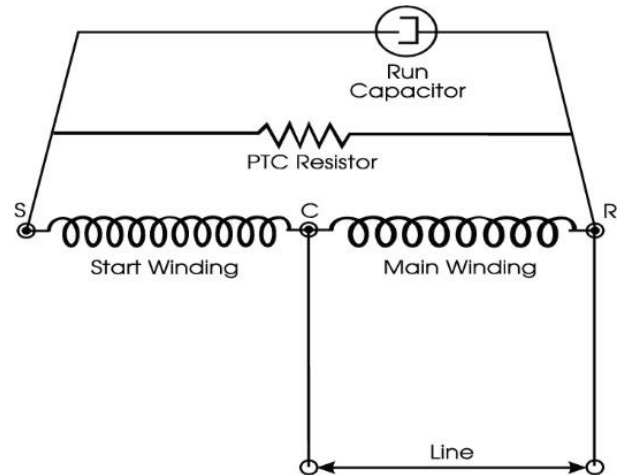 Run
Capacitor
PTC Resistor
S
C
R
Start Winding
Main Winding
Line